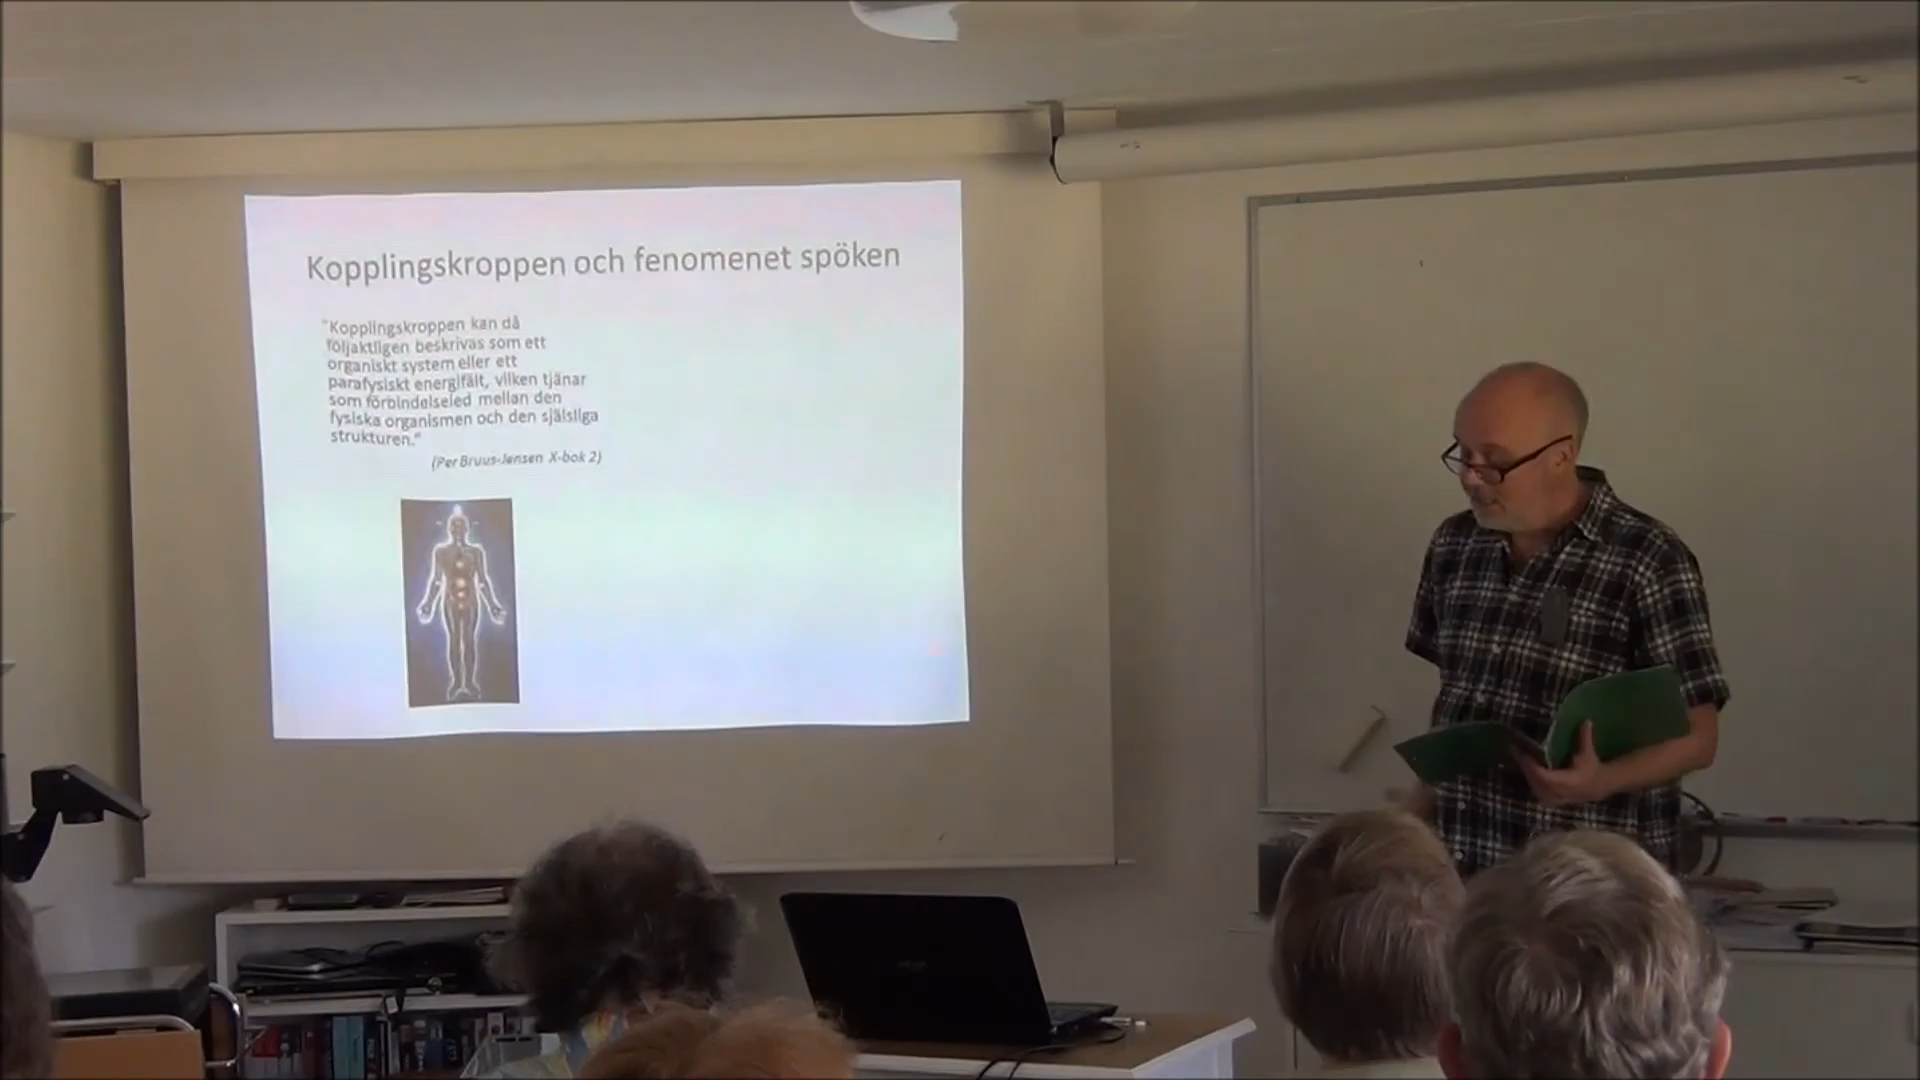 Kopplingskroppen och fenomenet spöken
"Kopplingskroppen kan då
följaktligen beskrivas som ett
organiskt system eller ett
parafysiskt energifält, vilken tjänar
som förbindelseled mellan den
fysiska organismen och den själsliga
strukturen."
(Per Bruus-Jensen X-bok 2)